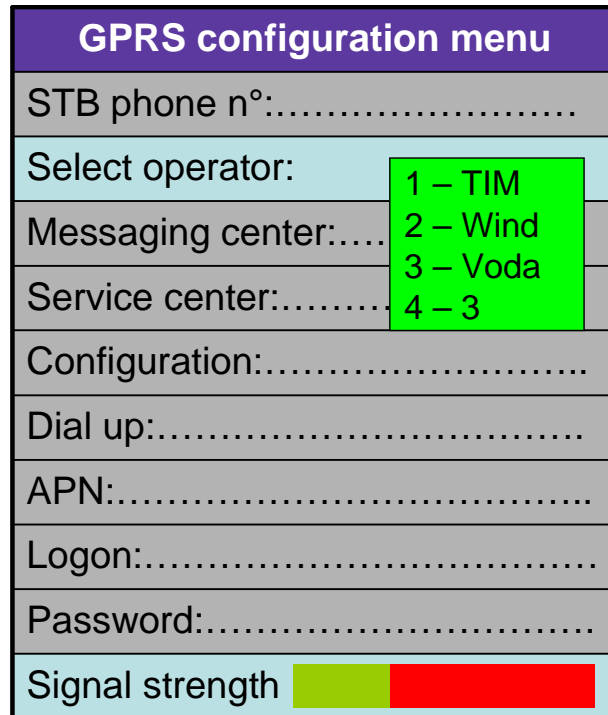 GPRS configuration menu
STB phone n°:……………………
Select operator:
1 – TIM
2 – Wind
3 – Voda
4 – 3
Messaging center:….
Service center:……….
Configuration:……………………..
Dial up:………………………………….
APN:……………………………………..
Logon:……………………………………
Password:……………………………….
Signal strength